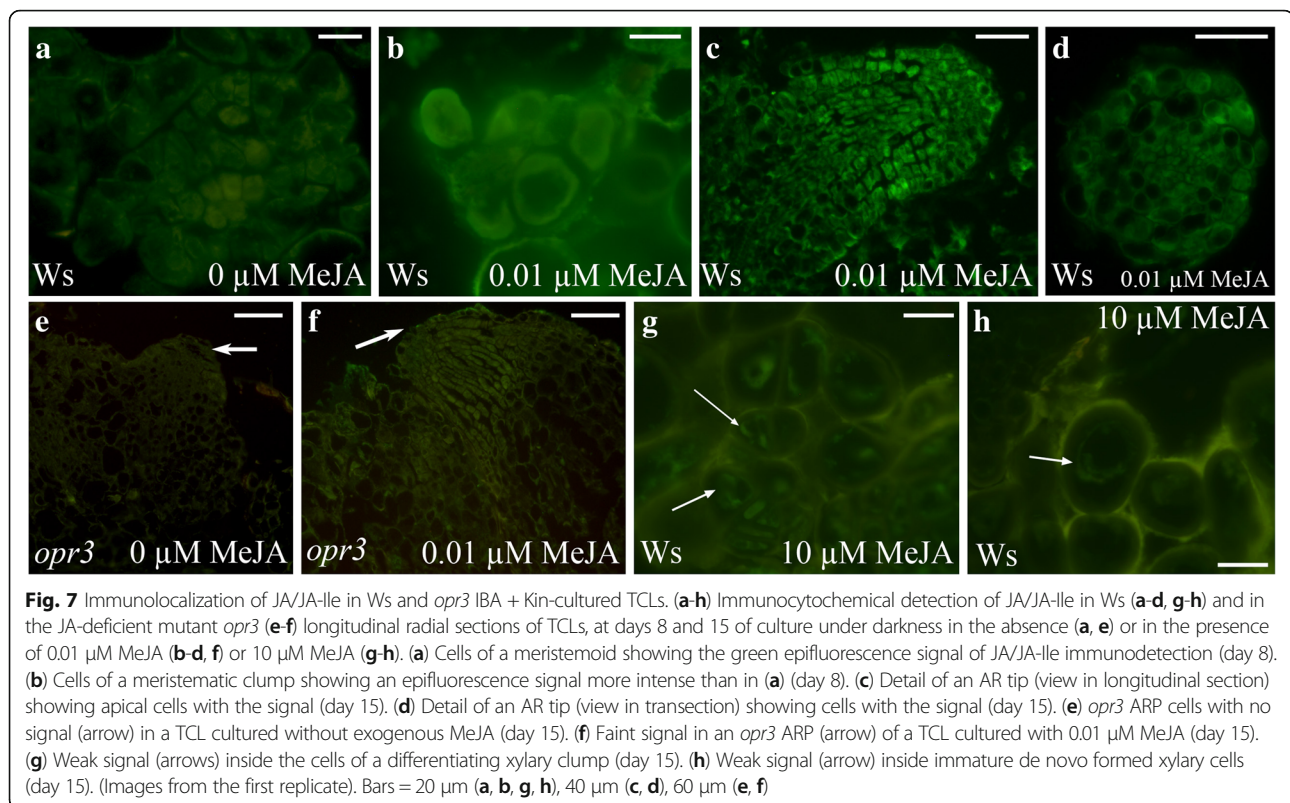 a
b
c
d
Ws 0 µM MeJA
Ws 0.01 µM MeJA
Ws 0.01 µM MeJA
Ws 0.01 µM MeJA
e
f
g
h
10 µM MeJA
opr3 0 µM MeJA
opr3 0.01 µM MeJA
Ws 10 µM MeJA
Ws
Fig. 7 Immunolocalization of JA/JA-Ile in Ws and opr3 IBA + Kin-cultured TCLs. (a-h) Immunocytochemical detection of JA/JA-Ile in Ws (a-d, g-h) and in
the JA-deficient mutant opr3 (e-f) longitudinal radial sections of TCLs, at days 8 and 15 of culture under darkness in the absence (a, e) or in the presence
of 0.01 µM MeJA (b-d, f) or 10 µM MeJA (g-h). (a) Cells of a meristemoid showing the green epifluorescence signal of JA/JA-Ile immunodetection (day 8).
(b) Cells of a meristematic clump showing an epifluorescence signal more intense than in (a) (day 8). (c) Detail of an AR tip (view in longitudinal section)
showing apical cells with the signal (day 15). (d) Detail of an AR tip (view in transection) showing cells with the signal (day 15). (e) opr3 ARP cells with no
signal (arrow) in a TCL cultured without exogenous MeJA (day 15). (f) Faint signal in an opr3 ARP (arrow) of a TCL cultured with 0.01 µM MeJA (day 15).
(g) Weak signal (arrows) inside the cells of a differentiating xylary clump (day 15). (h) Weak signal (arrow) inside immature de novo formed xylary cells
(day 15). (Images from the first replicate). Bars = 20 µm (a, b, g, h), 40 µm (c, d), 60 µm (e, f)